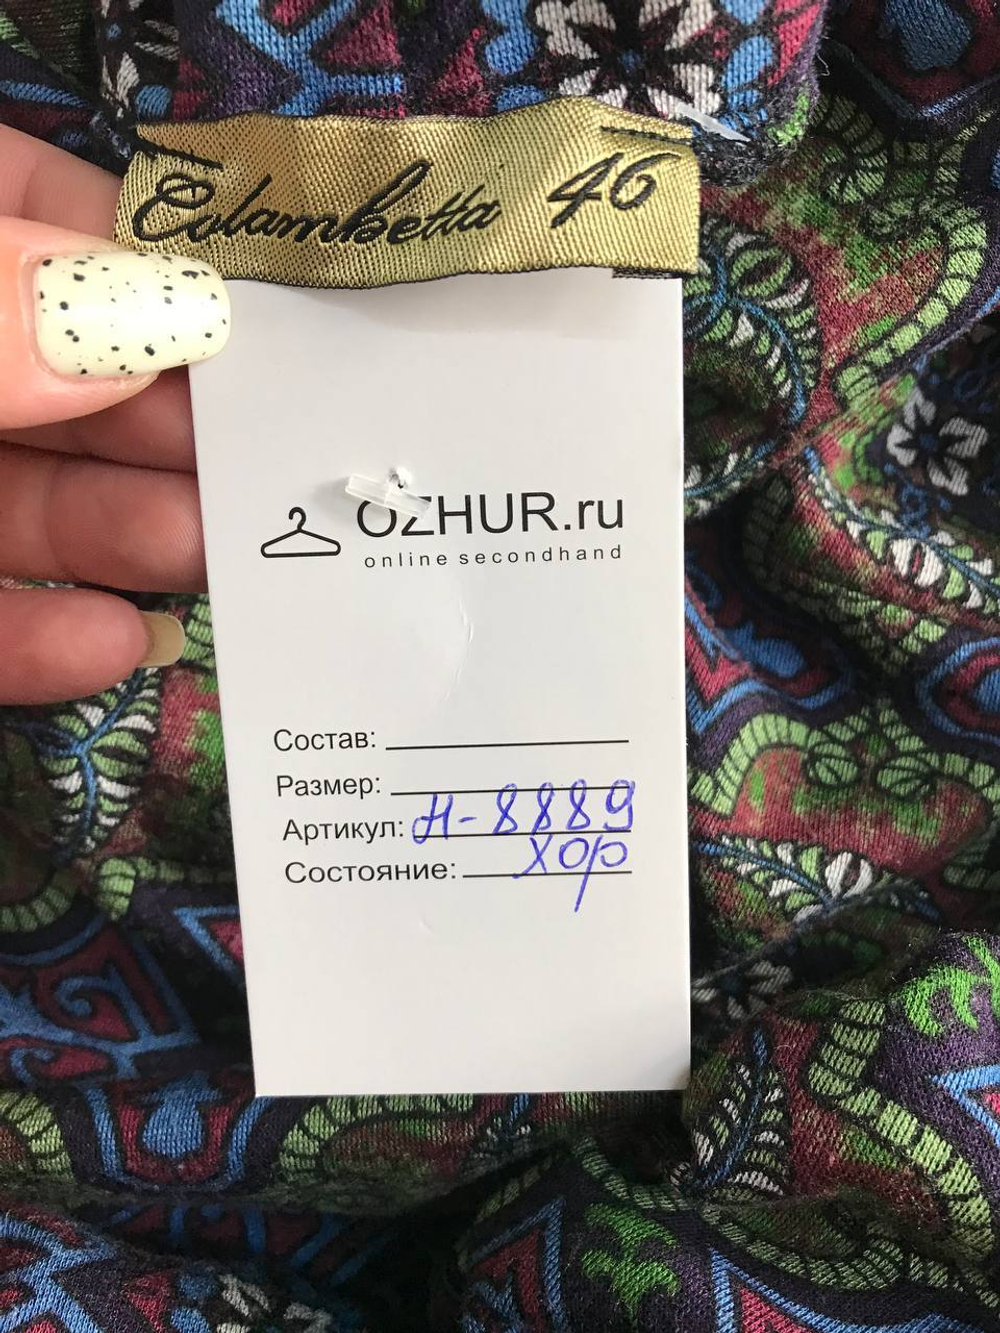 Colambetta 46
OZHUR.ru
online secondhand
Состав:
Размер:
Артикул: H-8889
Состояние: хор